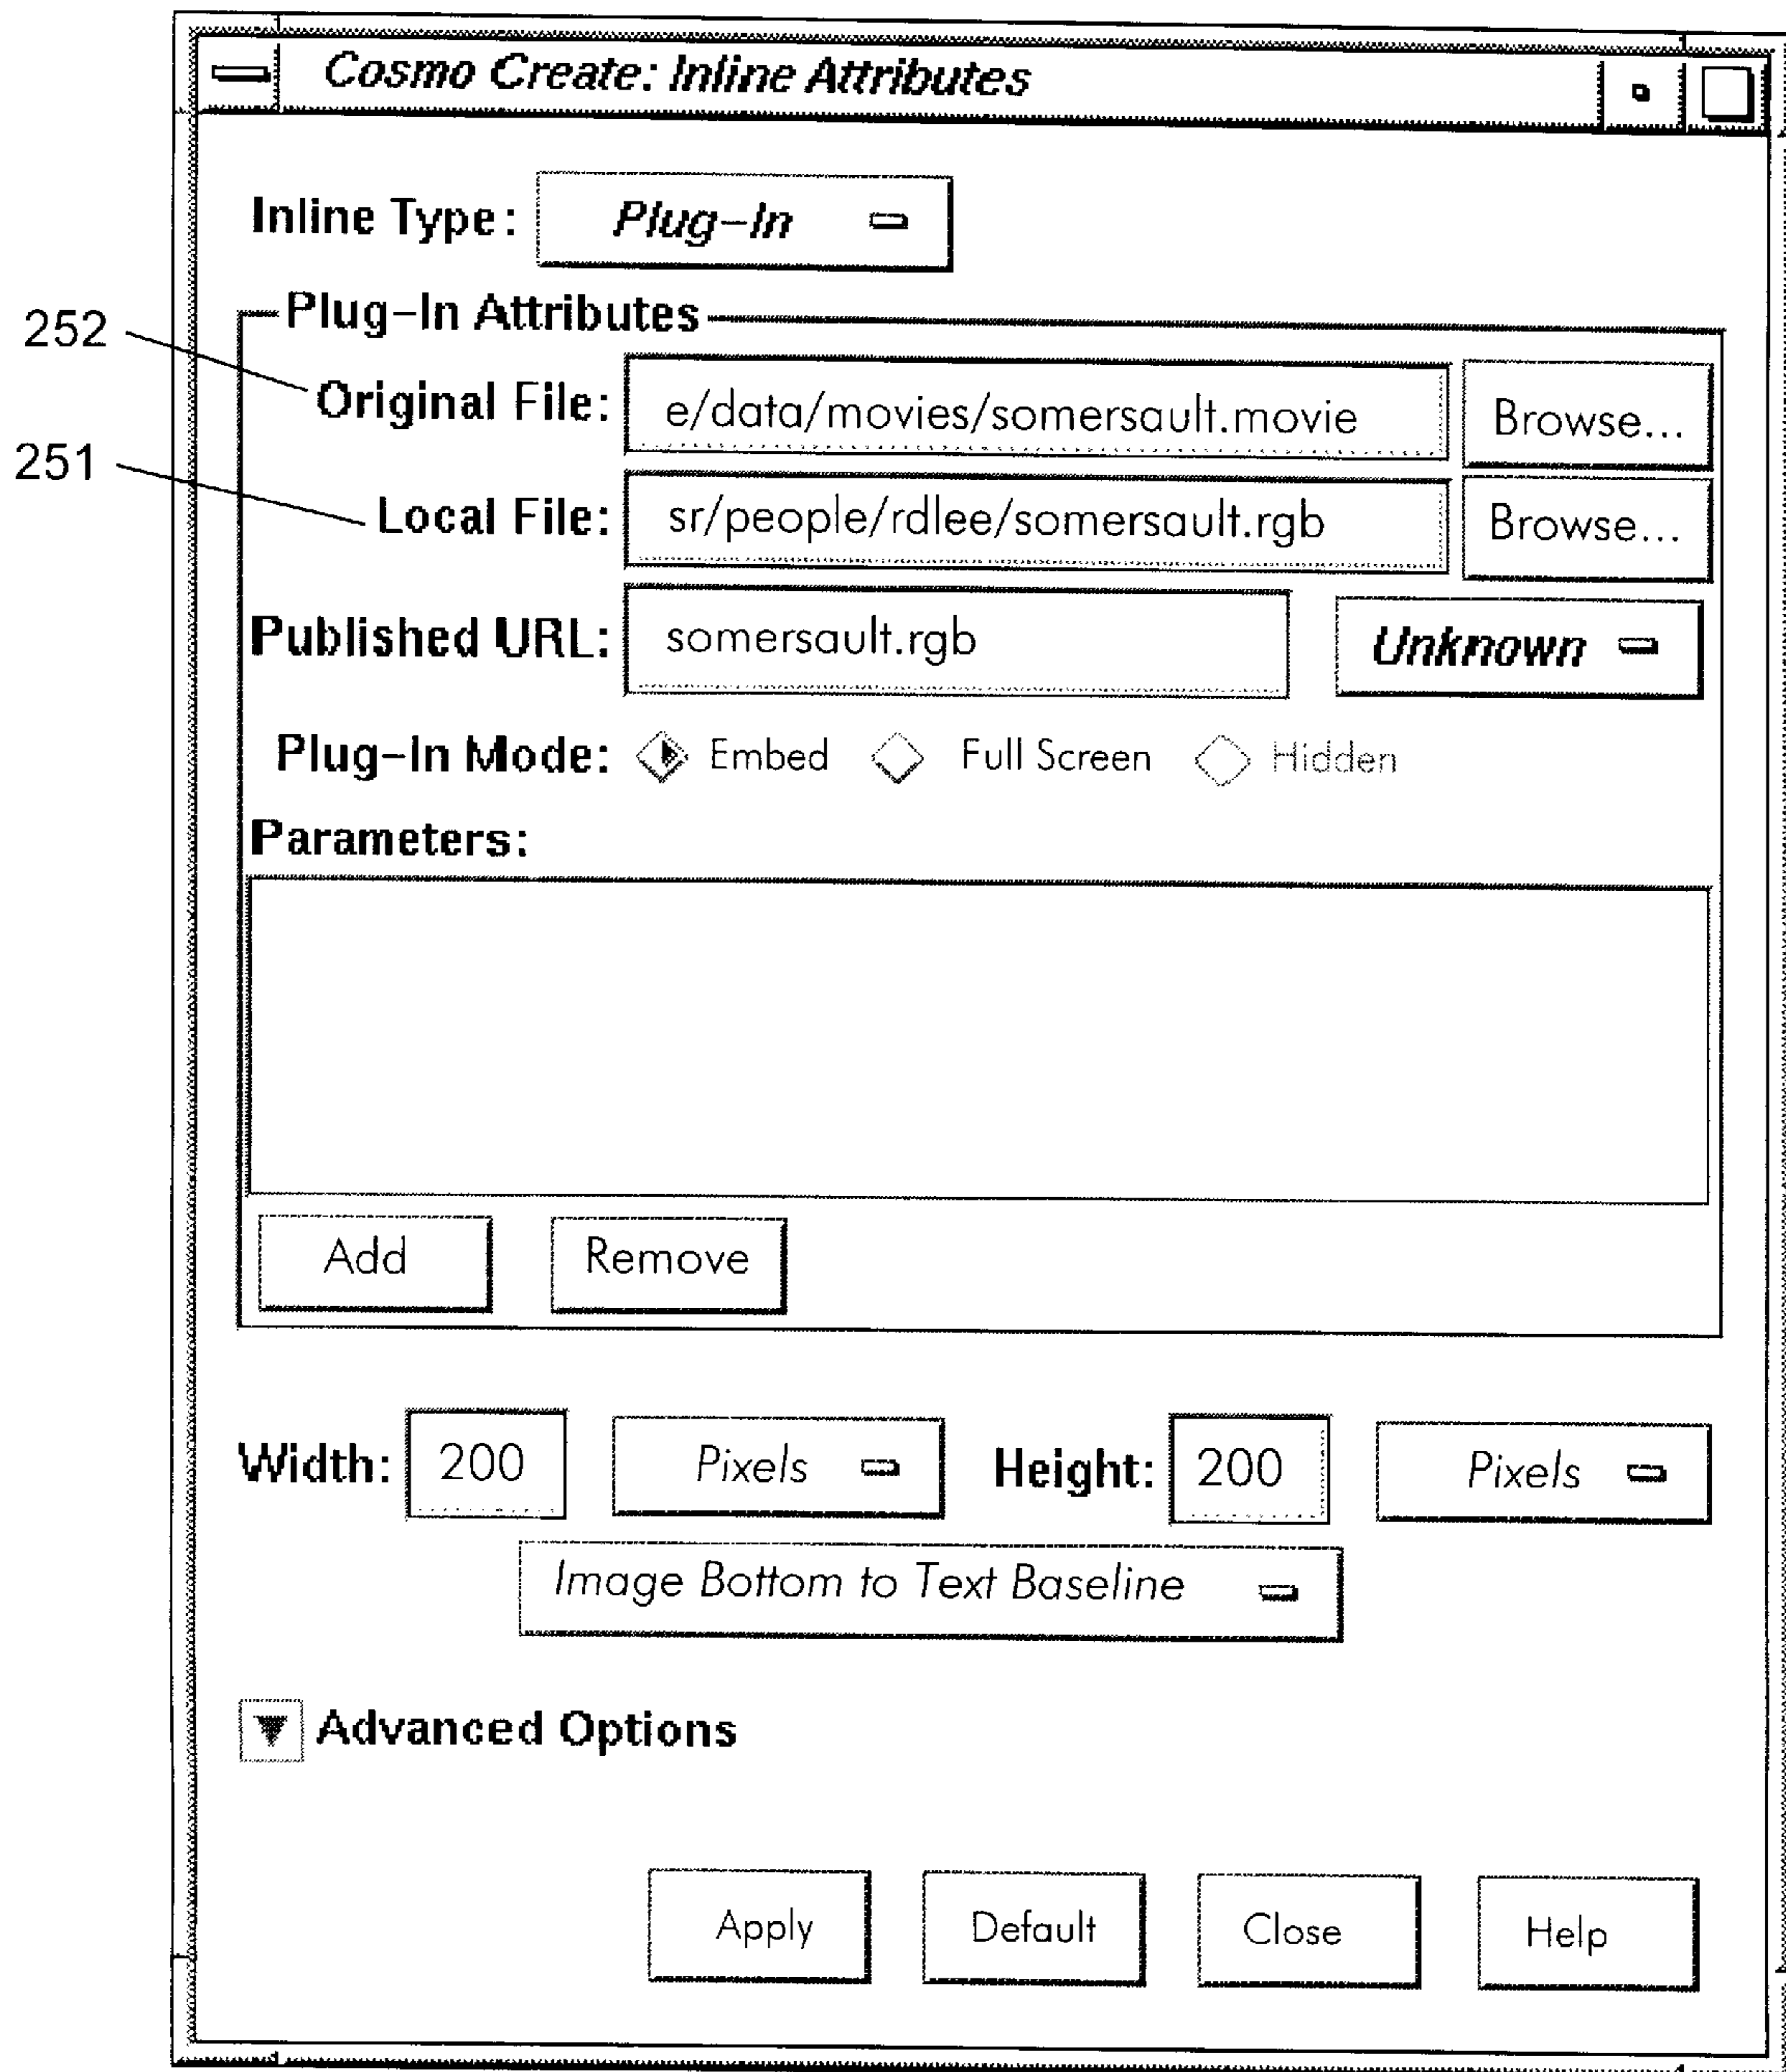 Cosmo Create: Inline Attributes
Inline Type: Plug-In
Plug-In Attributes
252
Original File: e/data/movies/somersault.movie Browse...
251
Local File: sr/people/rdlee/somersault.rgb Browse...
Published URL: somersault.rgb Unknown
Plug-In Mode: Embed Full Screen Hidden
Parameters:
Add Remove
Width: 200 Pixels Height: 200 Pixels
Image Bottom to Text Baseline
Advanced Options
Apply Default Close Help